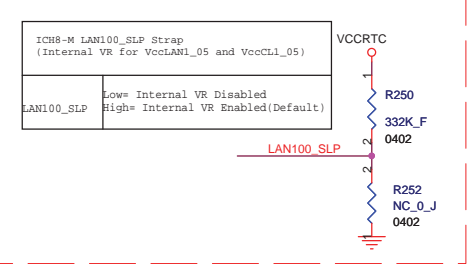 ICH8-M LAN100_SLP Strap
(Internal VR for VccLAN1_05 and VccCL1_05)
LAN100_SLP
Low= Internal VR Disabled
High= Internal VR Enabled(Default)
VCCRTC
1
R250
332K_F
2
0402
LAN100_SLP
2
R252
NC_0_J
0402
1